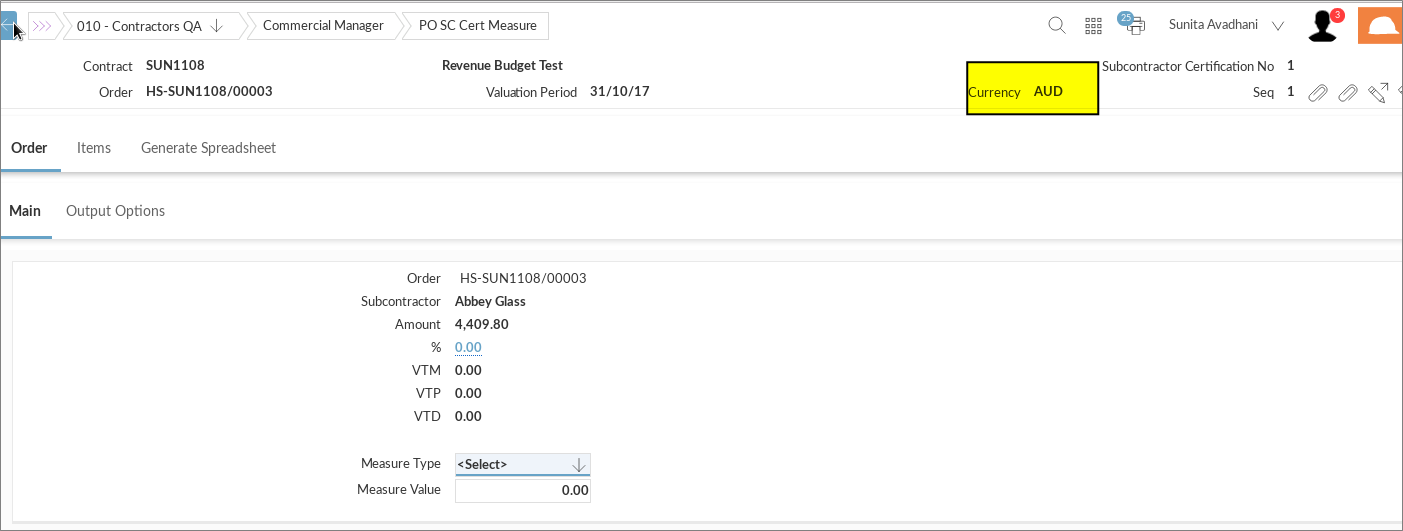 010 - Contractors QA Commercial Manager PO SC Cert Measure 25 Sunita Avadhani 3
Contract SUN1108 Revenue Budget Test Subcontractor Certification No 1
Order HS-SUN1108/00003 Valuation Period 31/10/17 Currency AUD Seq 1
Order Items Generate Spreadsheet
Main Output Options
Order HS-SUN1108/00003
Subcontractor Abbey Glass
Amount 4,409.80
% 0.00
VTM 0.00
VTP 0.00
VTD 0.00
Measure Type <Select>
Measure Value 0.00